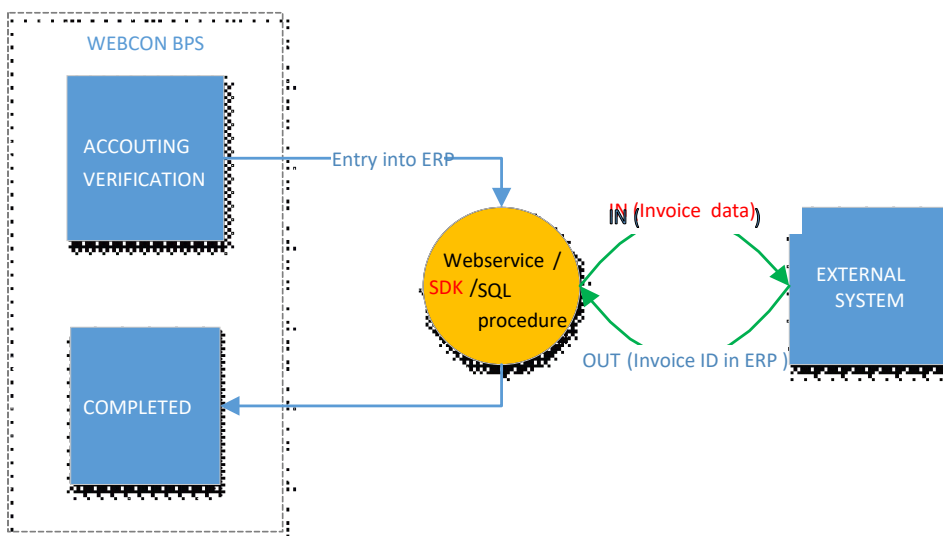 WEBCON BPS
ACCOUTING
VERIFICATION
Entry into ERP
IN (Invoice data)
Webservice /
SDK /SQL
procedure
EXTERNAL
SYSTEM
OUT (Invoice ID in ERP )
COMPLETED